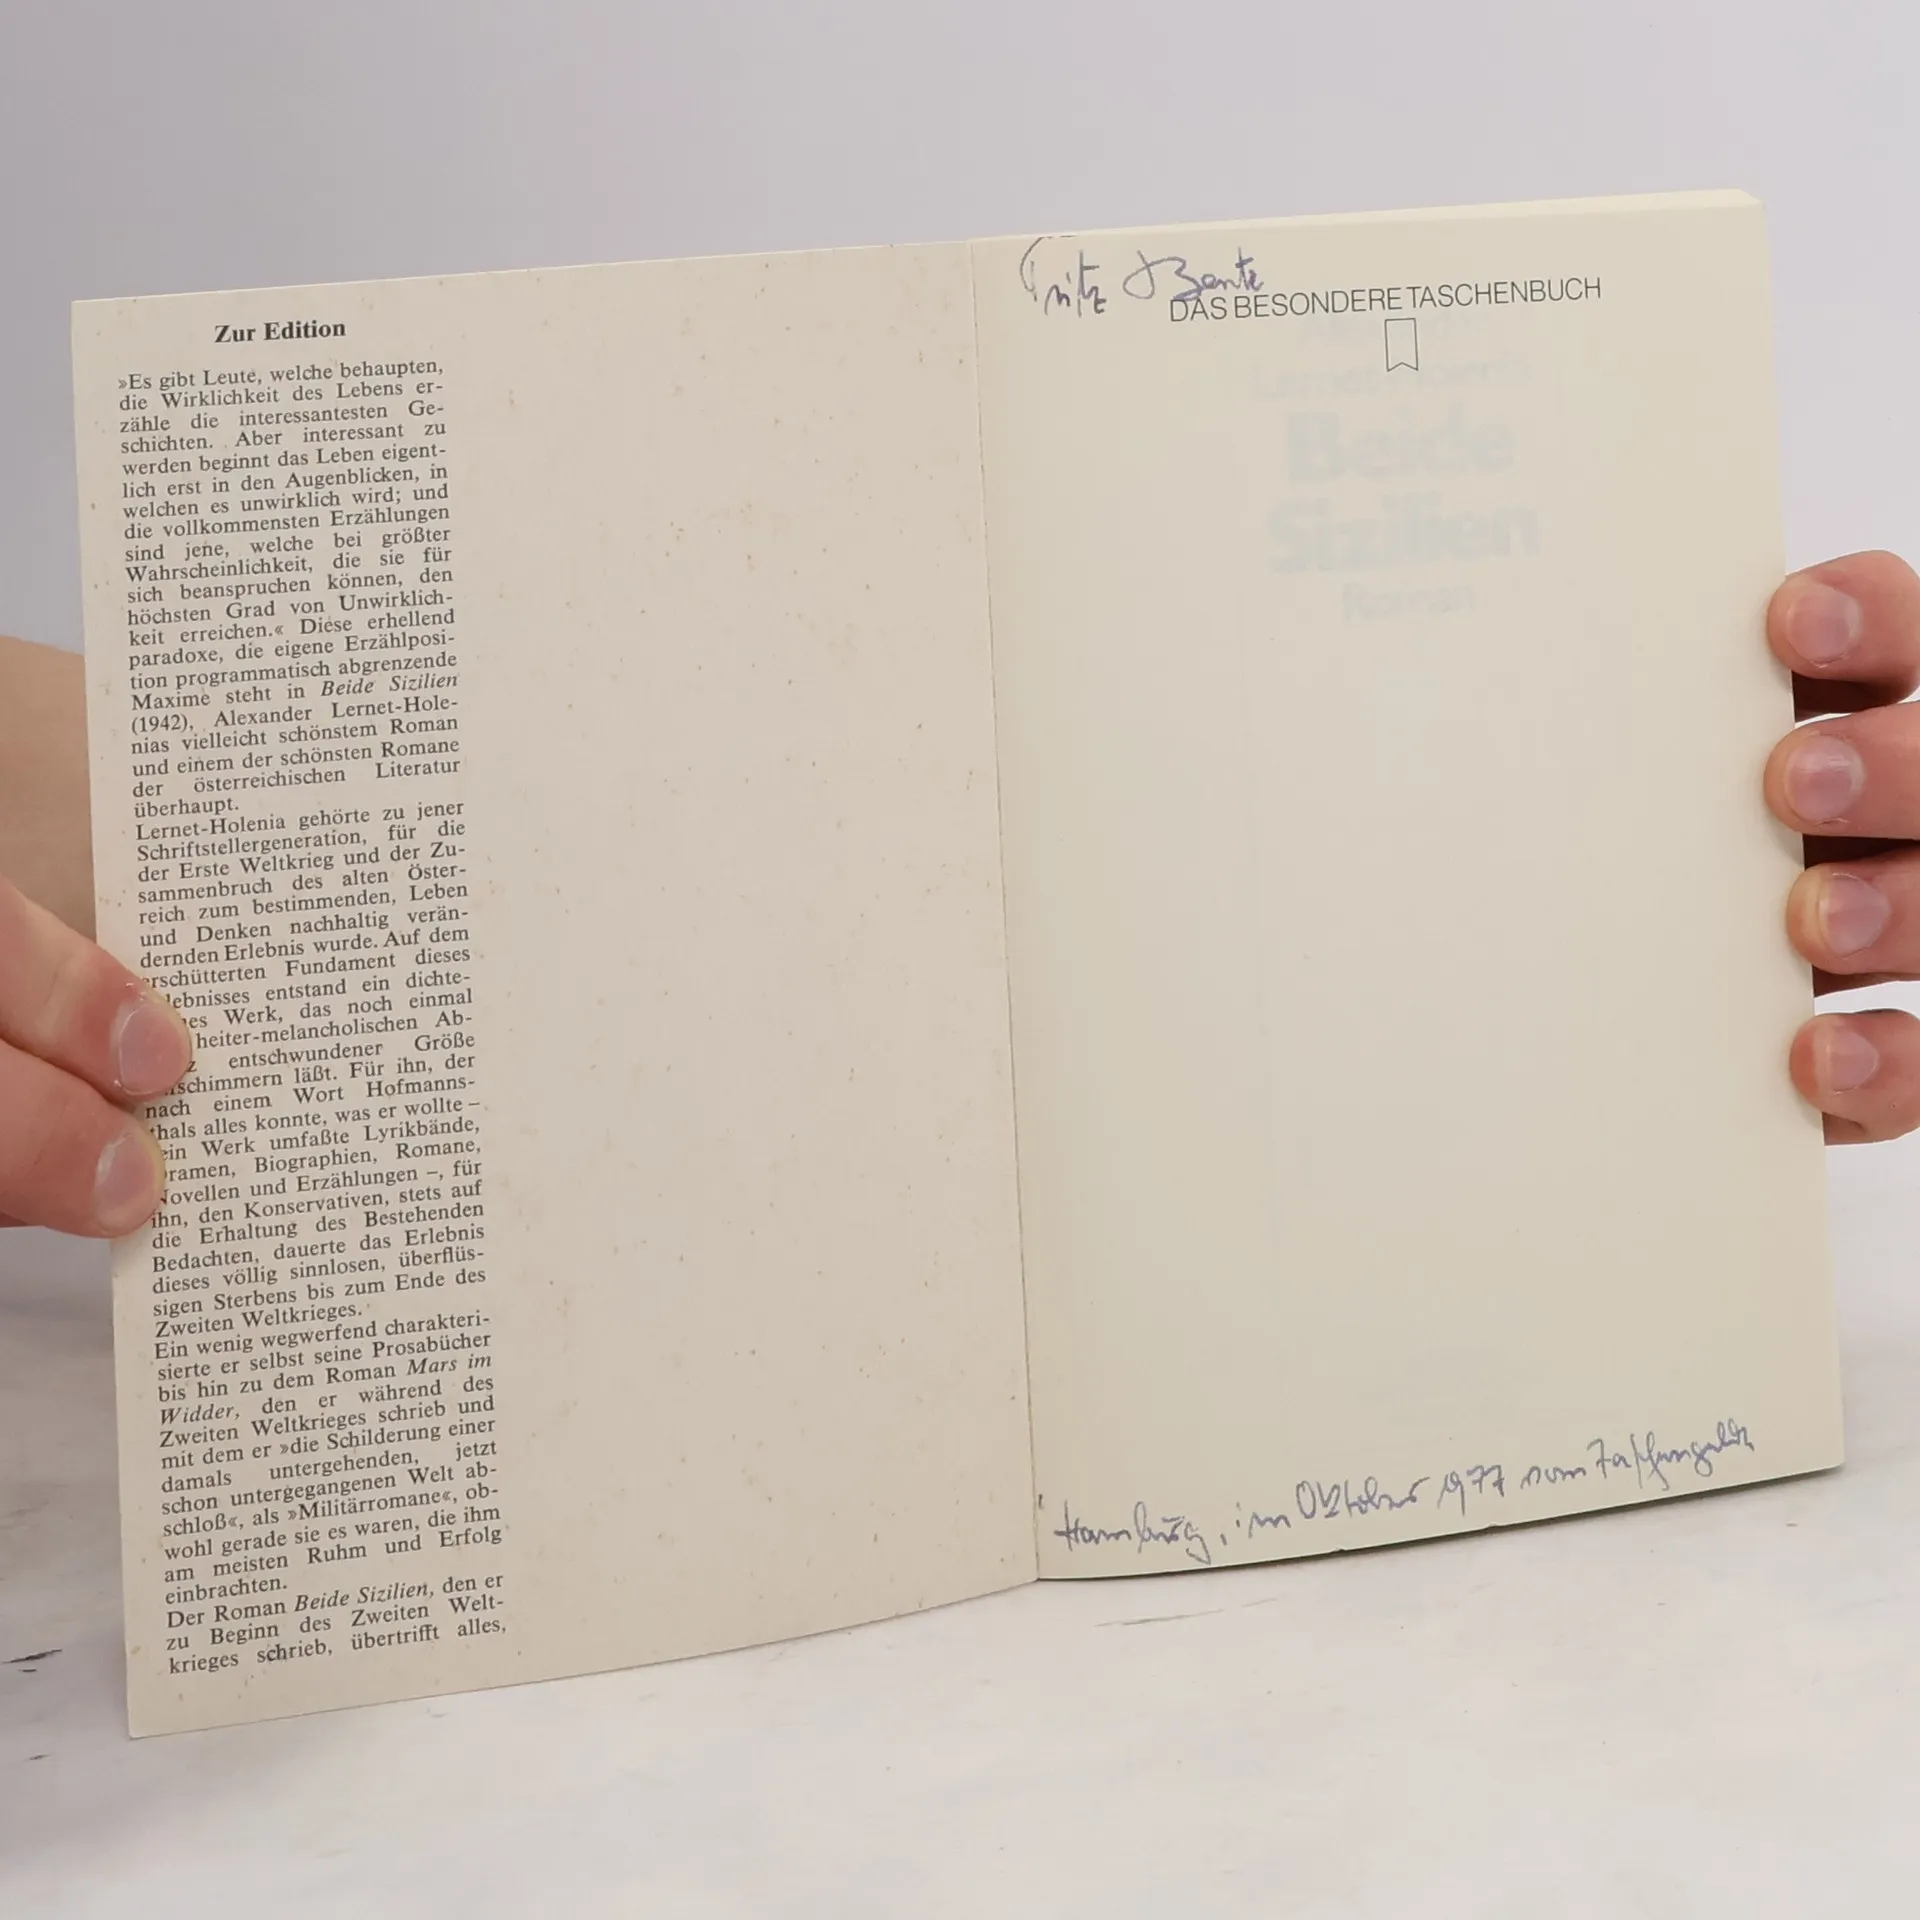 Zur Edition
»Es gibt Leute, welche behaupten,
die Wirklichkeit des Lebens er-
zähle die interessantesten Ge-
schichten. Aber interessant zu
werden beginnt das Leben eigent-
lich erst in den Augenblicken, in
welchen es unwirklich wird; und
die vollkommensten Erzählungen
sind jene, welche bei größter
Wahrscheinlichkeit, die sie für
sich beanspruchen können, den
höchsten Grad von Unwirklich-
keit erreichen.« Diese erhellend
paradoxe, die eigene Erzählposi-
tion programmatisch abgrenzende
Maxime steht in Beide Sizilien
(1942), Alexander Lernet-Hole-
nias vielleicht schönstem Roman
und einem der schönsten Romane
der österreichischen Literatur
überhaupt.
Lernet-Holenia gehörte zu jener
Schriftstellergeneration, für die
der Erste Weltkrieg und der Zu-
sammenbruch des alten Öster-
reich zum bestimmenden, Leben
und Denken nachhaltig verän-
dernden Erlebnis wurde. Auf dem
erschütterten Fundament dieses
lebnisses entstand ein dichte-
es Werk, das noch einmal
heiter-melancholischen Ab-
z entschwundener Größe
schimmern läßt. Für ihn, der
nach einem Wort Hofmanns-
thals alles konnte, was er wollte –
ein Werk umfaßte Lyrikbände,
ramen, Biographien, Romane,
Novellen und Erzählungen –, für
ihn, den Konservativen, stets auf
die Erhaltung des Bestehenden
Bedachten, dauerte das Erlebnis
dieses völlig sinnlosen, überflüs-
sigen Sterbens bis zum Ende des
Zweiten Weltkrieges.
Ein wenig wegwerfend charakteri-
sierte er selbst seine Prosabücher
bis hin zu dem Roman Mars im
Widder, den er während des
Zweiten Weltkrieges schrieb und
mit dem er »die Schilderung einer
damals untergehenden, jetzt
schon untergegangenen Welt ab-
schloß«, als »Militärromane«, ob-
wohl gerade sie es waren, die ihm
am meisten Ruhm und Erfolg
einbrachten.
Der Roman Beide Sizilien, den er
zu Beginn des Zweiten Welt-
krieges schrieb, übertrifft alles,
Fritz
DAS BESONDERE TASCHENBUCH
Lernet-Holenia
Beide
Sizilien
Roman
Hamburg, im Oktober 1977 vom